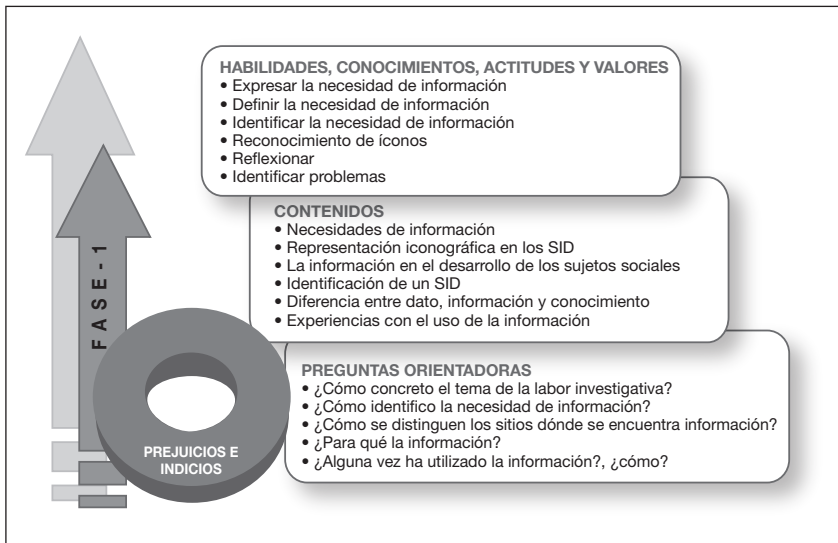 HABILIDADES, CONOCIMIENTOS, ACTITUDES Y VALORES
• Expresar la necesidad de información
• Definir la necesidad de información
• Identificar la necesidad de información
• Reconocimiento de íconos
• Reflexionar
• Identificar problemas
CONTENIDOS
• Necesidades de información
• Representación iconográfica en los SID
• La información en el desarrollo de los sujetos sociales
• Identificación de un SID
• Diferencia entre dato, información y conocimiento
• Experiencias con el uso de la información
FASE-1
PREGUNTAS ORIENTADORAS
• ¿Cómo concreto el tema de la labor investigativa?
• ¿Cómo identifico la necesidad de información?
• ¿Cómo se distinguen los sitios dónde se encuentra información?
• ¿Para qué la información?
• ¿Alguna vez ha utilizado la información?, ¿cómo?
PREJUICIOS E
INDICIOS